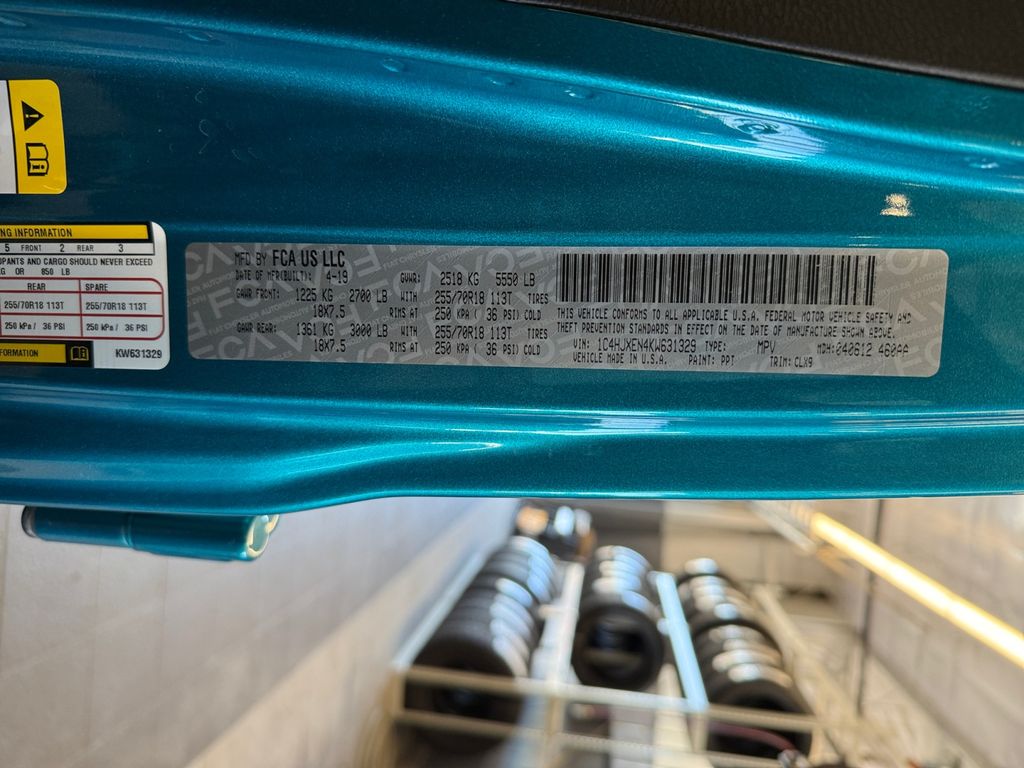 NG INFORMATION
5 FRONT 2 REAR 3
PANTS AND CARGO SHOULD NEVER EXCEED
G OR 850 LB
REAR SPARE
255/70R18 113T 255/70R18 113T
250 kPa / 36 PSI 250 kPa / 36 PSI
FORMATION KW631329
MFD BY FCA US LLC
DATE OF MFR(BUILT): 4-19 GVWR: 2518 KG 5550 LB
GAWR FRONT: 1225 KG 2700 LB WITH 255/70R18 113T TIRES
18X7.5 RIMS AT 250 KPA ( 36 PSI) COLD
GAWR REAR: 1361 KG 3000 LB WITH 255/70R18 113T TIRES
18X7.5 RIMS AT 250 KPA ( 36 PSI) COLD
THIS VEHICLE CONFORMS TO ALL APPLICABLE U.S.A. FEDERAL MOTOR VEHICLE SAFETY AND
THEFT PREVENTION STANDARDS IN EFFECT ON THE DATE OF MANUFACTURE SHOWN ABOVE.
VIN: 1C4HJXEN4KW631329 TYPE: MPV MDH: 040612 460AA
VEHICLE MADE IN U.S.A. PAINT: PPT TRIM: CLX9